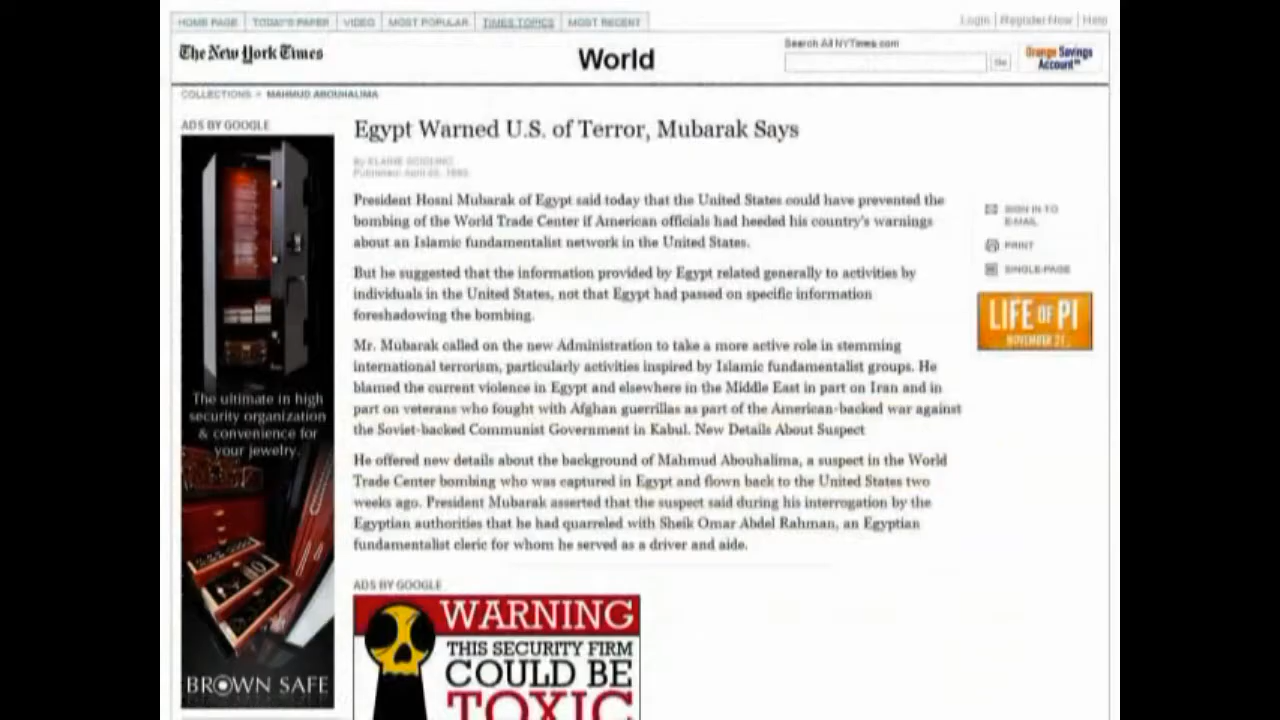 HOME PAGE TODAY'S PAPER VIDEO MOST POPULAR TIMES TOPICS MOST RECENT
Login Register Now Help
The New York Times
World
Search All NYTimes.com
Go
Orange Savings
Account™
COLLECTIONS > MAHMUD ABOUHALIMA
ADS BY GOOGLE
The ultimate in high
security organization
& convenience for
your jewelry.
BROWN SAFE
Egypt Warned U.S. of Terror, Mubarak Says
By ELAINE
Published: April
President Hosni Mubarak of Egypt said today that the United States could have prevented the
bombing of the World Trade Center if American officials had heeded his country's warnings
about an Islamic fundamentalist network in the United States.
But he suggested that the information provided by Egypt related generally to activities by
individuals in the United States, not that Egypt had passed on specific information
foreshadowing the bombing.
Mr. Mubarak called on the new Administration to take a more active role in stemming
international terrorism, particularly activities inspired by Islamic fundamentalist groups. He
blamed the current violence in Egypt and elsewhere in the Middle East in part on Iran and in
part on veterans who fought with Afghan guerrillas as part of the American-backed war against
the Soviet-backed Communist Government in Kabul. New Details About Suspect
He offered new details about the background of Mahmud Abouhalima, a suspect in the World
Trade Center bombing who was captured in Egypt and flown back to the United States two
weeks ago. President Mubarak asserted that the suspect said during his interrogation by the
Egyptian authorities that he had quarreled with Sheik Omar Abdel Rahman, an Egyptian
fundamentalist cleric for whom he served as a driver and aide.
SIGN IN TO
E-MAIL
PRINT
SINGLE-PAGE
LIFE OF PI
NOVEMBER 21
ADS BY GOOGLE
WARNING
THIS SECURITY FIRM
COULD BE
TOXIC